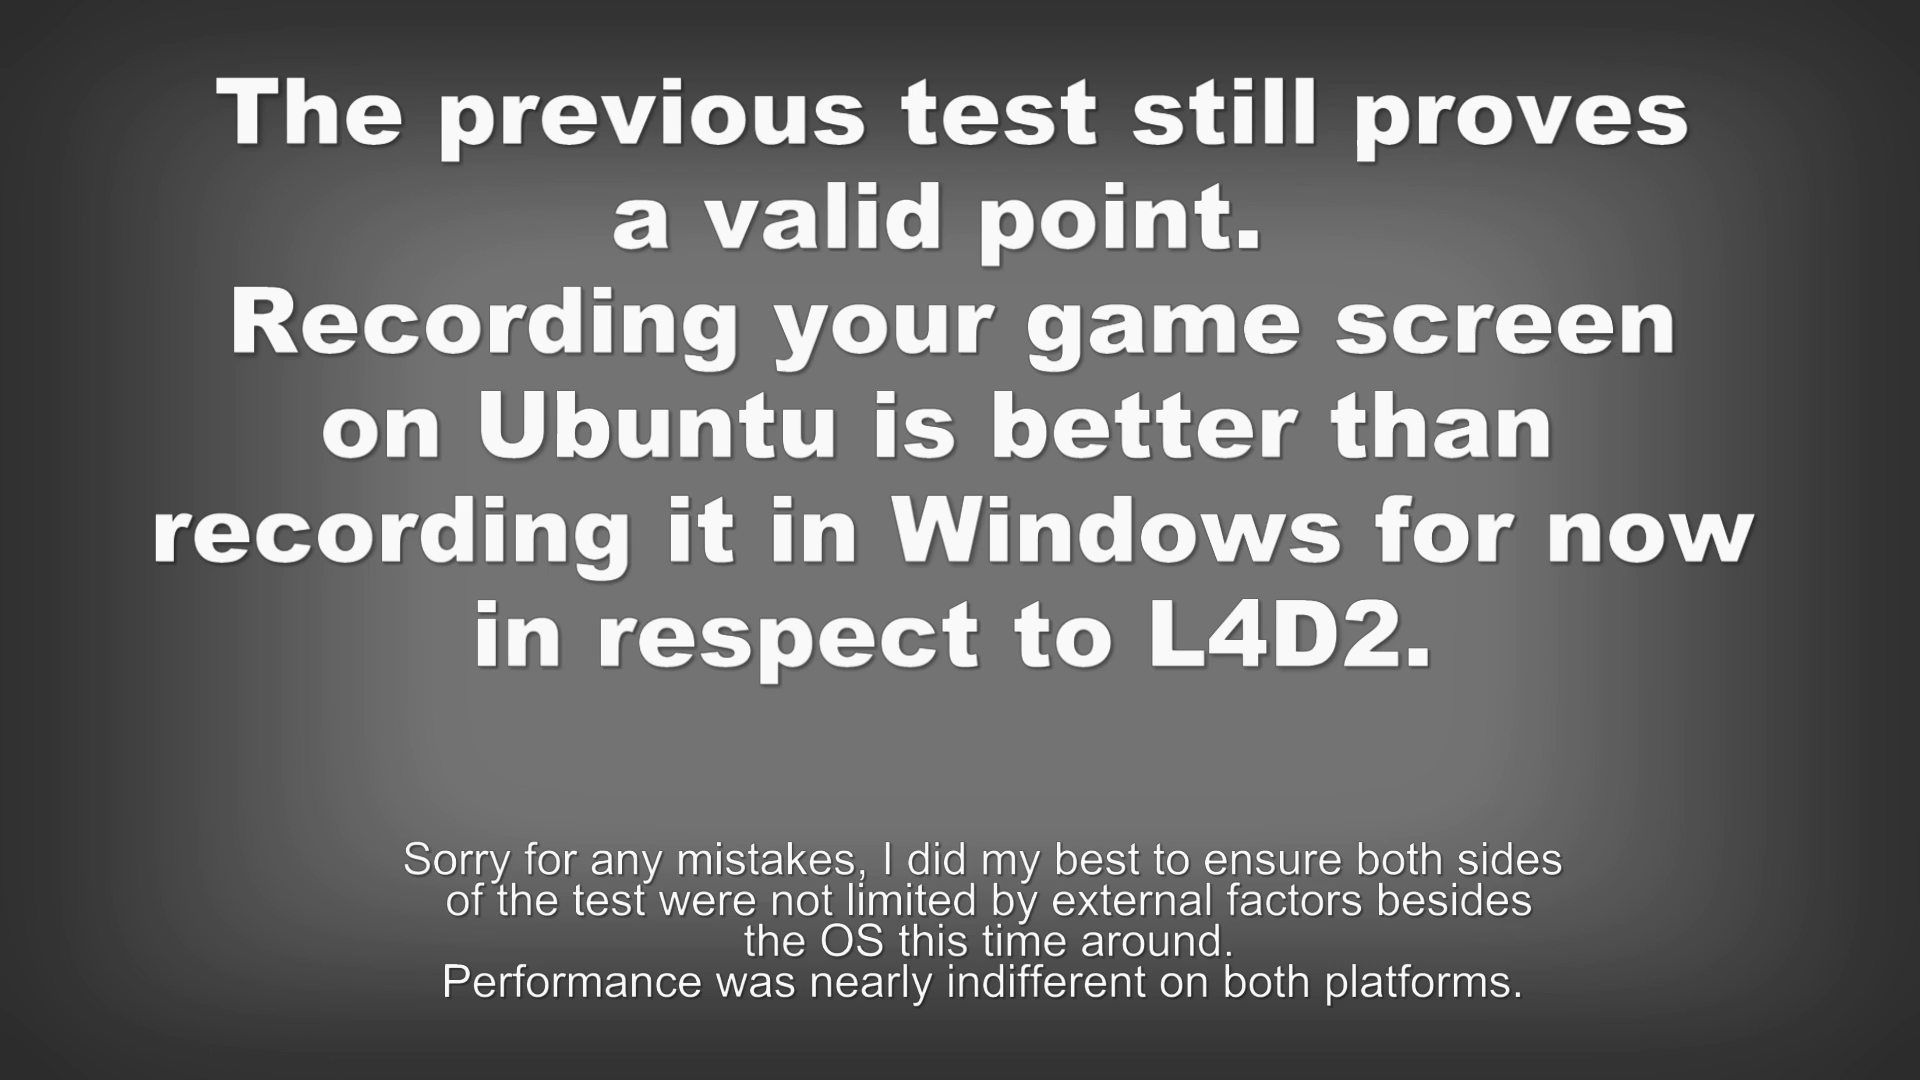 The previous test still proves
a valid point.
Recording your game screen
on Ubuntu is better than
recording it in Windows for now
in respect to L4D2.
Sorry for any mistakes, I did my best to ensure both sides
of the test were not limited by external factors besides
the OS this time around.
Performance was nearly indifferent on both platforms.